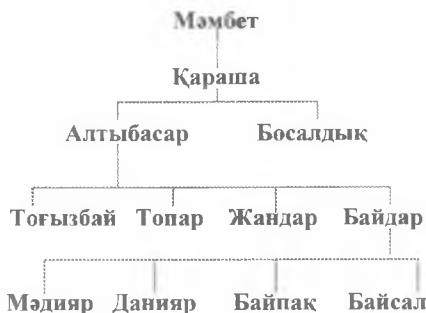 Мәмбет
Қараша
Алтыбасар Босалдық
Тоғызбай Топар Жандар Байдар
Мәдияр Данияр Байпақ Байсал